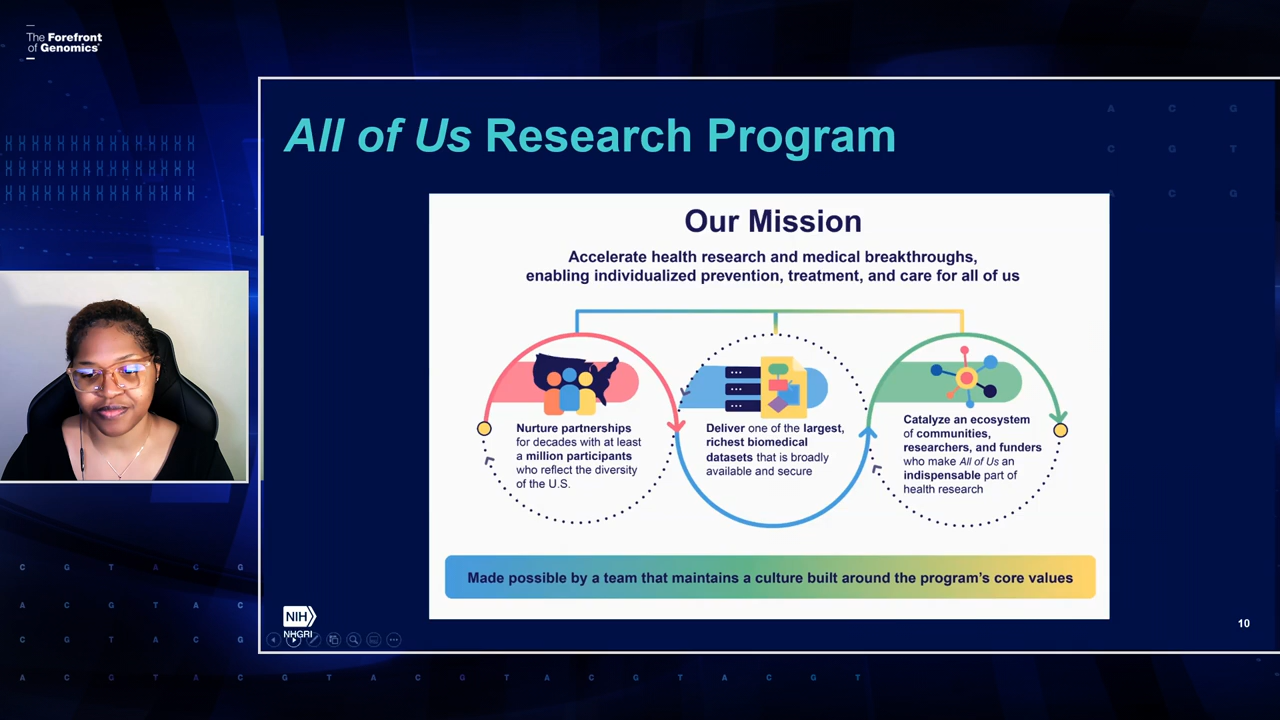 The Forefront
of Genomics®
All of Us Research Program
A C G
C G T
A C G
Our Mission
Accelerate health research and medical breakthroughs,
enabling individualized prevention, treatment, and care for all of us
Nurture partnerships
for decades with at least
a million participants
who reflect the diversity
of the U.S.
Deliver one of the largest,
richest biomedical
datasets that is broadly
available and secure
Catalyze an ecosystem
of communities,
researchers, and funders
who make All of Us an
indispensable part of
health research
Made possible by a team that maintains a culture built around the program's core values
NIH
NHGRI
10
C G T A C G
A C G T A C
C G T A C G
A C G T A C G T A C G T A C G T A C G T